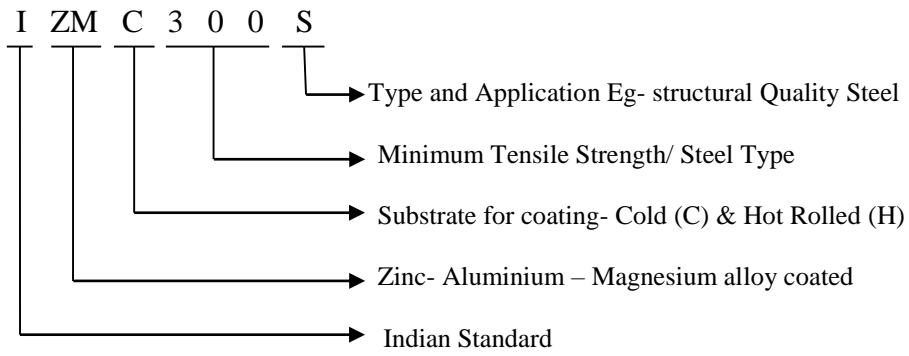 I ZM C 3 0 0 S
Type and Application Eg- structural Quality Steel
Minimum Tensile Strength/ Steel Type
Substrate for coating- Cold (C) & Hot Rolled (H)
Zinc- Aluminium – Magnesium alloy coated
Indian Standard